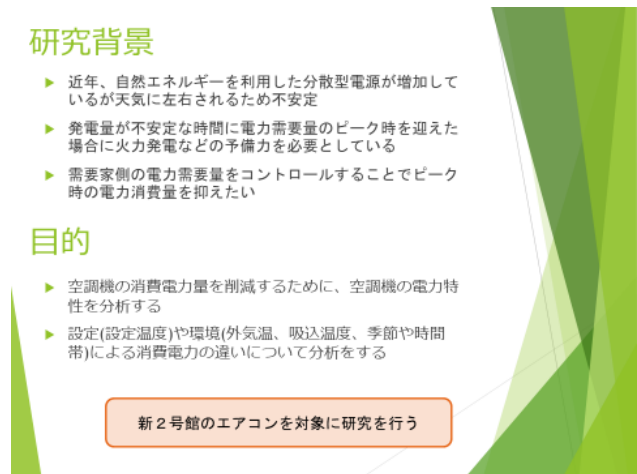 研究背景
近年、自然エネルギーを利用した分散型電源が増加して
いるが天気に左右されるため不安定
発電量が不安定な時間に電力需要量のピーク時を迎えた
場合に火力発電などの予備力を必要としている
需要家側の電力需要量をコントロールすることでピーク
時の電力消費量を抑えたい
目的
空調機の消費電力量を削減するために、空調機の電力特
性を分析する
設定(設定温度)や環境(外気温、吸込温度、季節や時間
帯)による消費電力の違いについて分析をする
新２号館のエアコンを対象に研究を行う